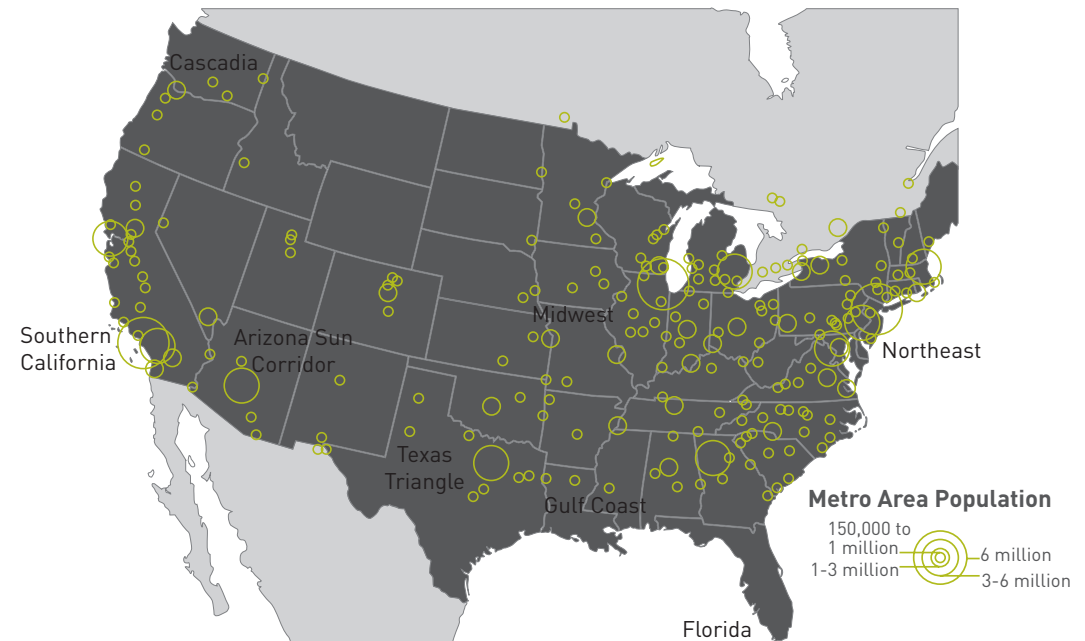 Cascadia
Southern
California
Arizona Sun
Corridor
Midwest
Northeast
Texas
Triangle
Gulf Coast
Florida
Metro Area Population
150,000 to
1 million
1-3 million
6 million
3-6 million